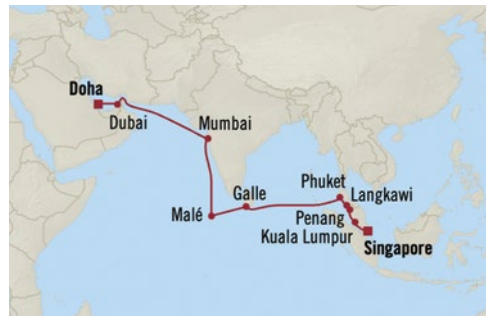 Doha
Dubai
Mumbai
Galle
Malé
Phuket
Langkawi
Penang
Kuala Lumpur
Singapore